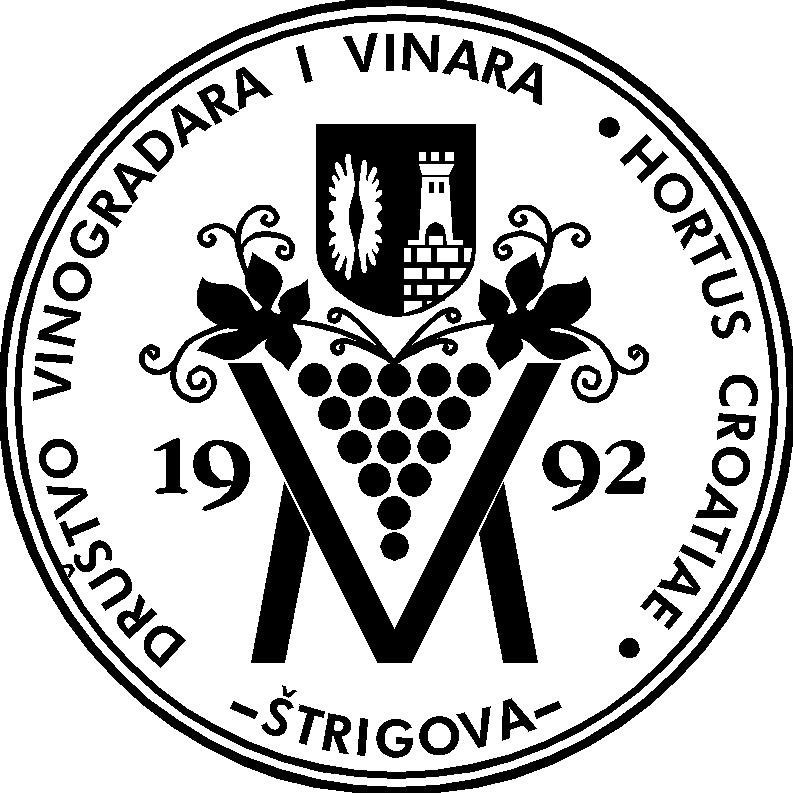 DRUŠTVO VINOGRADARA I VINARA • HORTUS CROATIAE •
19 92
–ŠTRIGOVA–